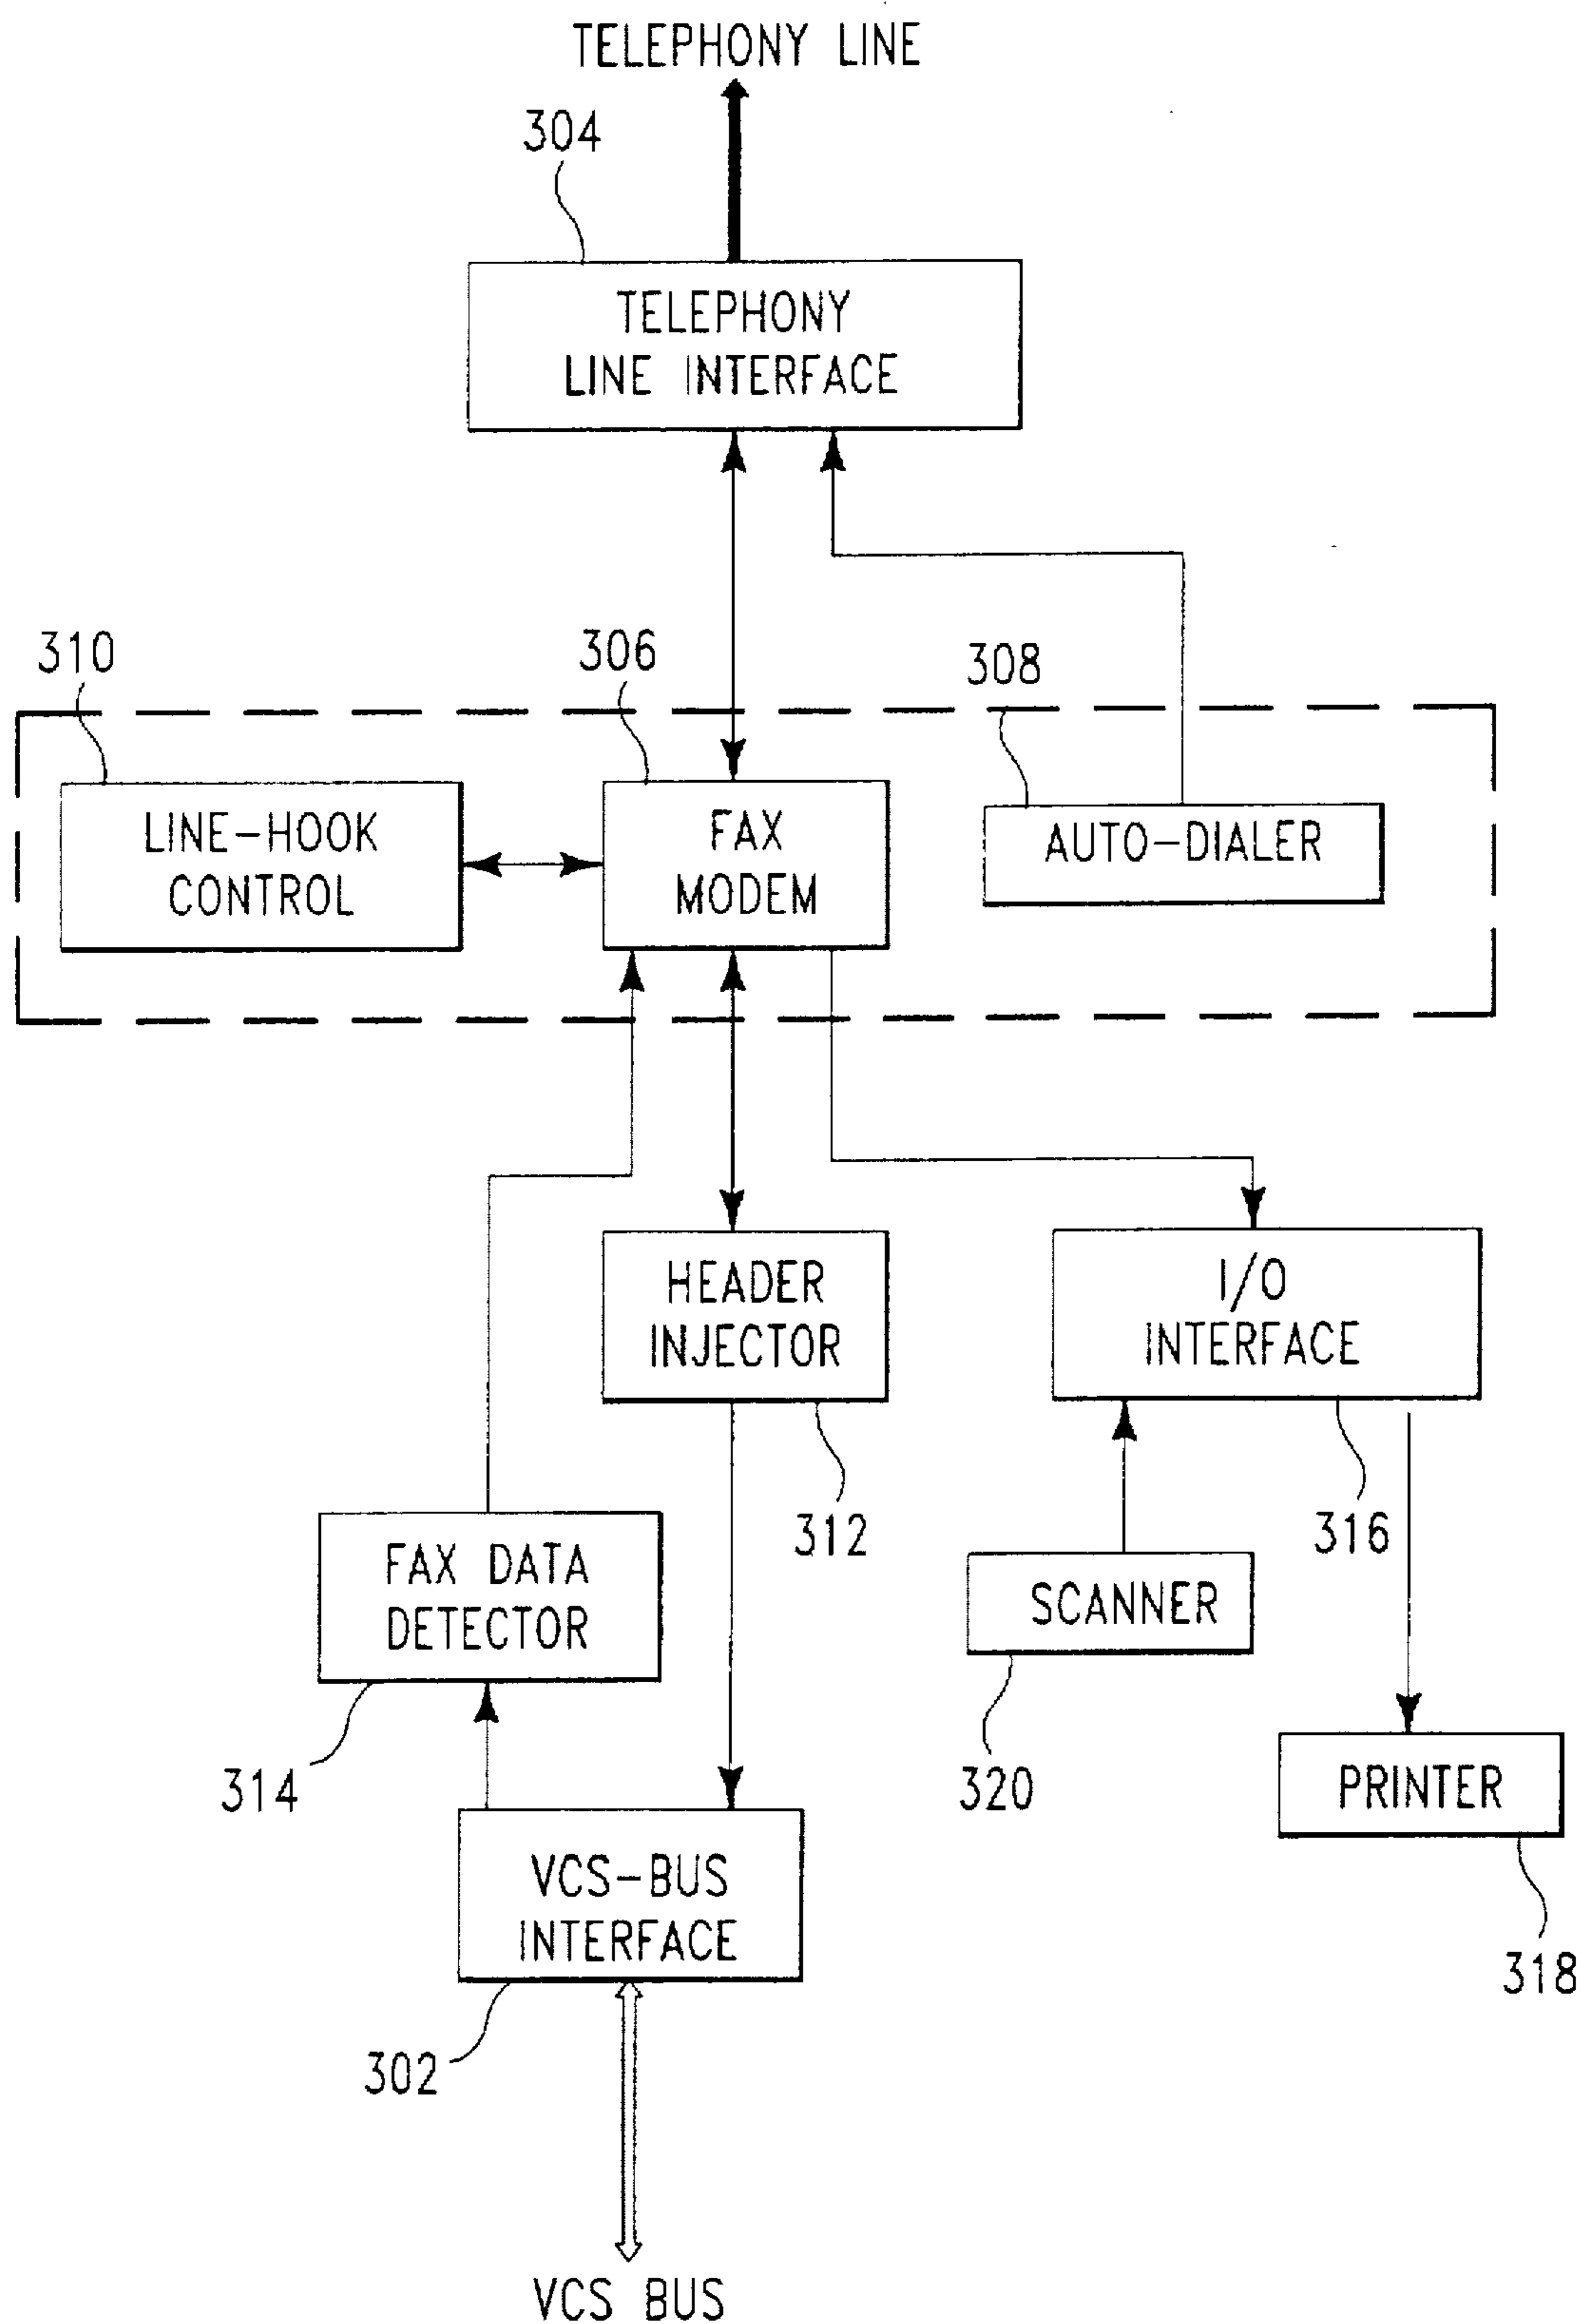 TELEPHONY LINE
304
TELEPHONY
LINE INTERFACE
310
306
308
LINE-HOOK
CONTROL
FAX
MODEM
AUTO-DIALER
HEADER
INJECTOR
I/O
INTERFACE
312
316
FAX DATA
DETECTOR
SCANNER
314
320
PRINTER
VCS-BUS
INTERFACE
318
302
VCS BUS